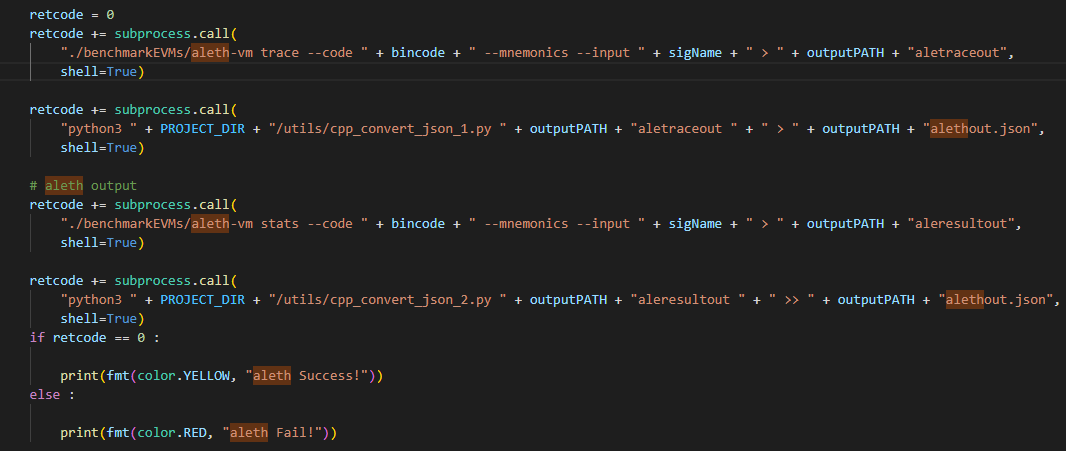 retcode = 0
retcode += subprocess.call(
"./benchmarkEVMs/aleth-vm trace --code " + bincode + " --mnemonics --input " + sigName + " > " + outputPATH + "aletraceout",
shell=True)
retcode += subprocess.call(
"python3 " + PROJECT_DIR + "/utils/cpp_convert_json_1.py " + outputPATH + "aletraceout " + " > " + outputPATH + "alethout.json",
shell=True)
# aleth output
retcode += subprocess.call(
"./benchmarkEVMs/aleth-vm stats --code " + bincode + " --mnemonics --input " + sigName + " > " + outputPATH + "aleresultout",
shell=True)
retcode += subprocess.call(
"python3 " + PROJECT_DIR + "/utils/cpp_convert_json_2.py " + outputPATH + "aleresultout " + " >> " + outputPATH + "alethout.json",
shell=True)
if retcode == 0 :
print(fmt(color.YELLOW, "aleth Success!"))
else :
print(fmt(color.RED, "aleth Fail!"))